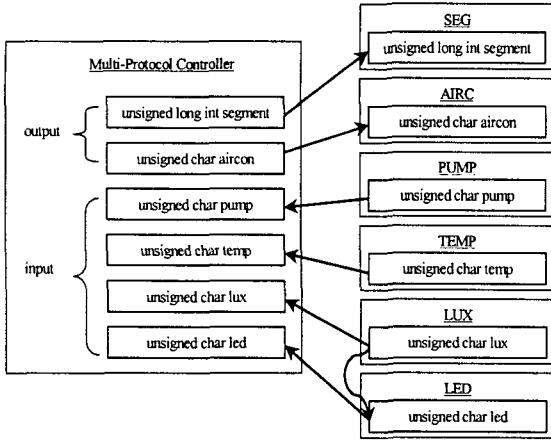 Multi-Protocol Controller
output
unsigned long int segment
unsigned char aircon
input
unsigned char pump
unsigned char temp
unsigned char lux
unsigned char led
SEG
unsigned long int segment
AIRC
unsigned char aircon
PUMP
unsigned char pump
TEMP
unsigned char temp
LUX
unsigned char lux
LED
unsigned char led